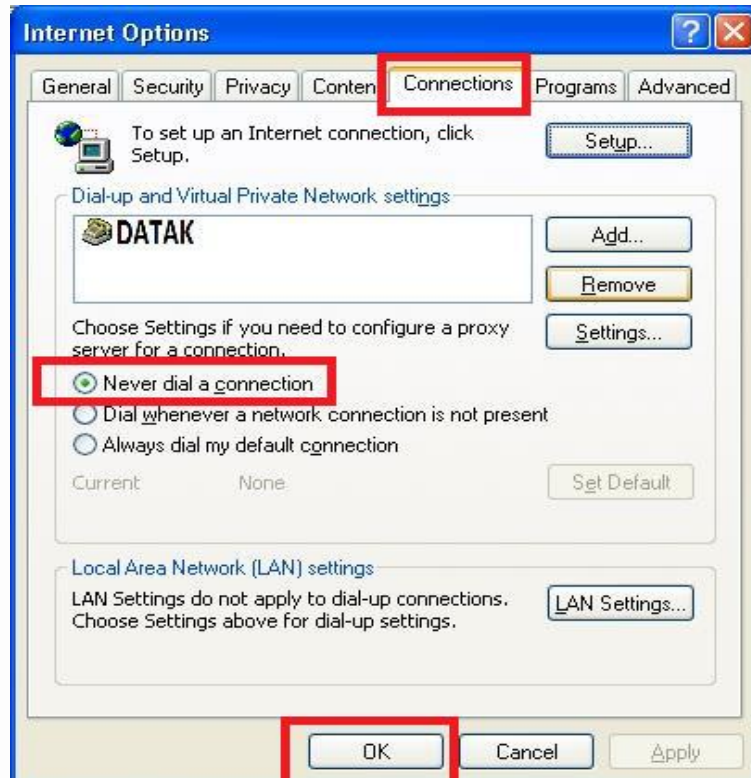 Internet Options
General Security Privacy Conten Connections Programs Advanced
To set up an Internet connection, click
Setup.
Setup...
Dial-up and Virtual Private Network settings
DATAK
Add...
Remove
Choose Settings if you need to configure a proxy
server for a connection.
Settings...
Never dial a connection
Dial whenever a network connection is not present
Always dial my default connection
Current None Set Default
Local Area Network (LAN) settings
LAN Settings do not apply to dial-up connections.
Choose Settings above for dial-up settings.
LAN Settings...
OK Cancel Apply